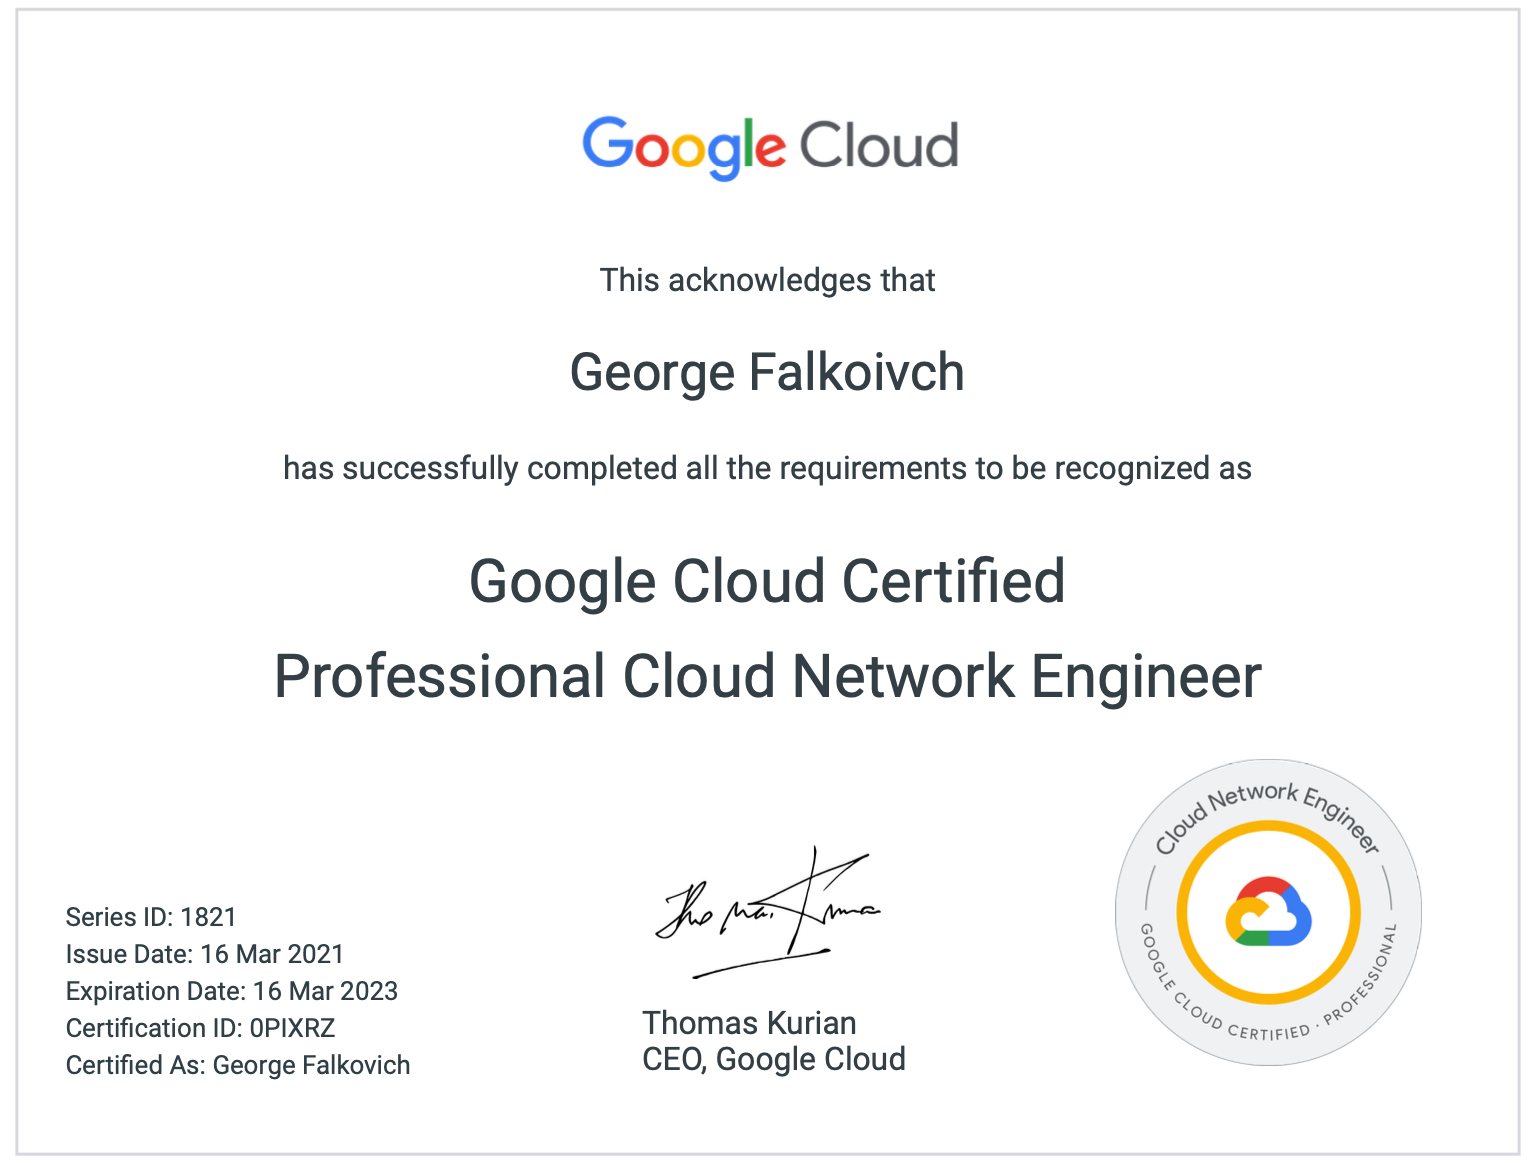 Google Cloud
This acknowledges that
George Falkoivch
has successfully completed all the requirements to be recognized as
Google Cloud Certified
Professional Cloud Network Engineer
Series ID: 1821
Issue Date: 16 Mar 2021
Expiration Date: 16 Mar 2023
Certification ID: 0PIXRZ
Certified As: George Falkovich
Thomas Kurian
CEO, Google Cloud
Cloud Network Engineer
GOOGLE CLOUD CERTIFIED · PROFESSIONAL